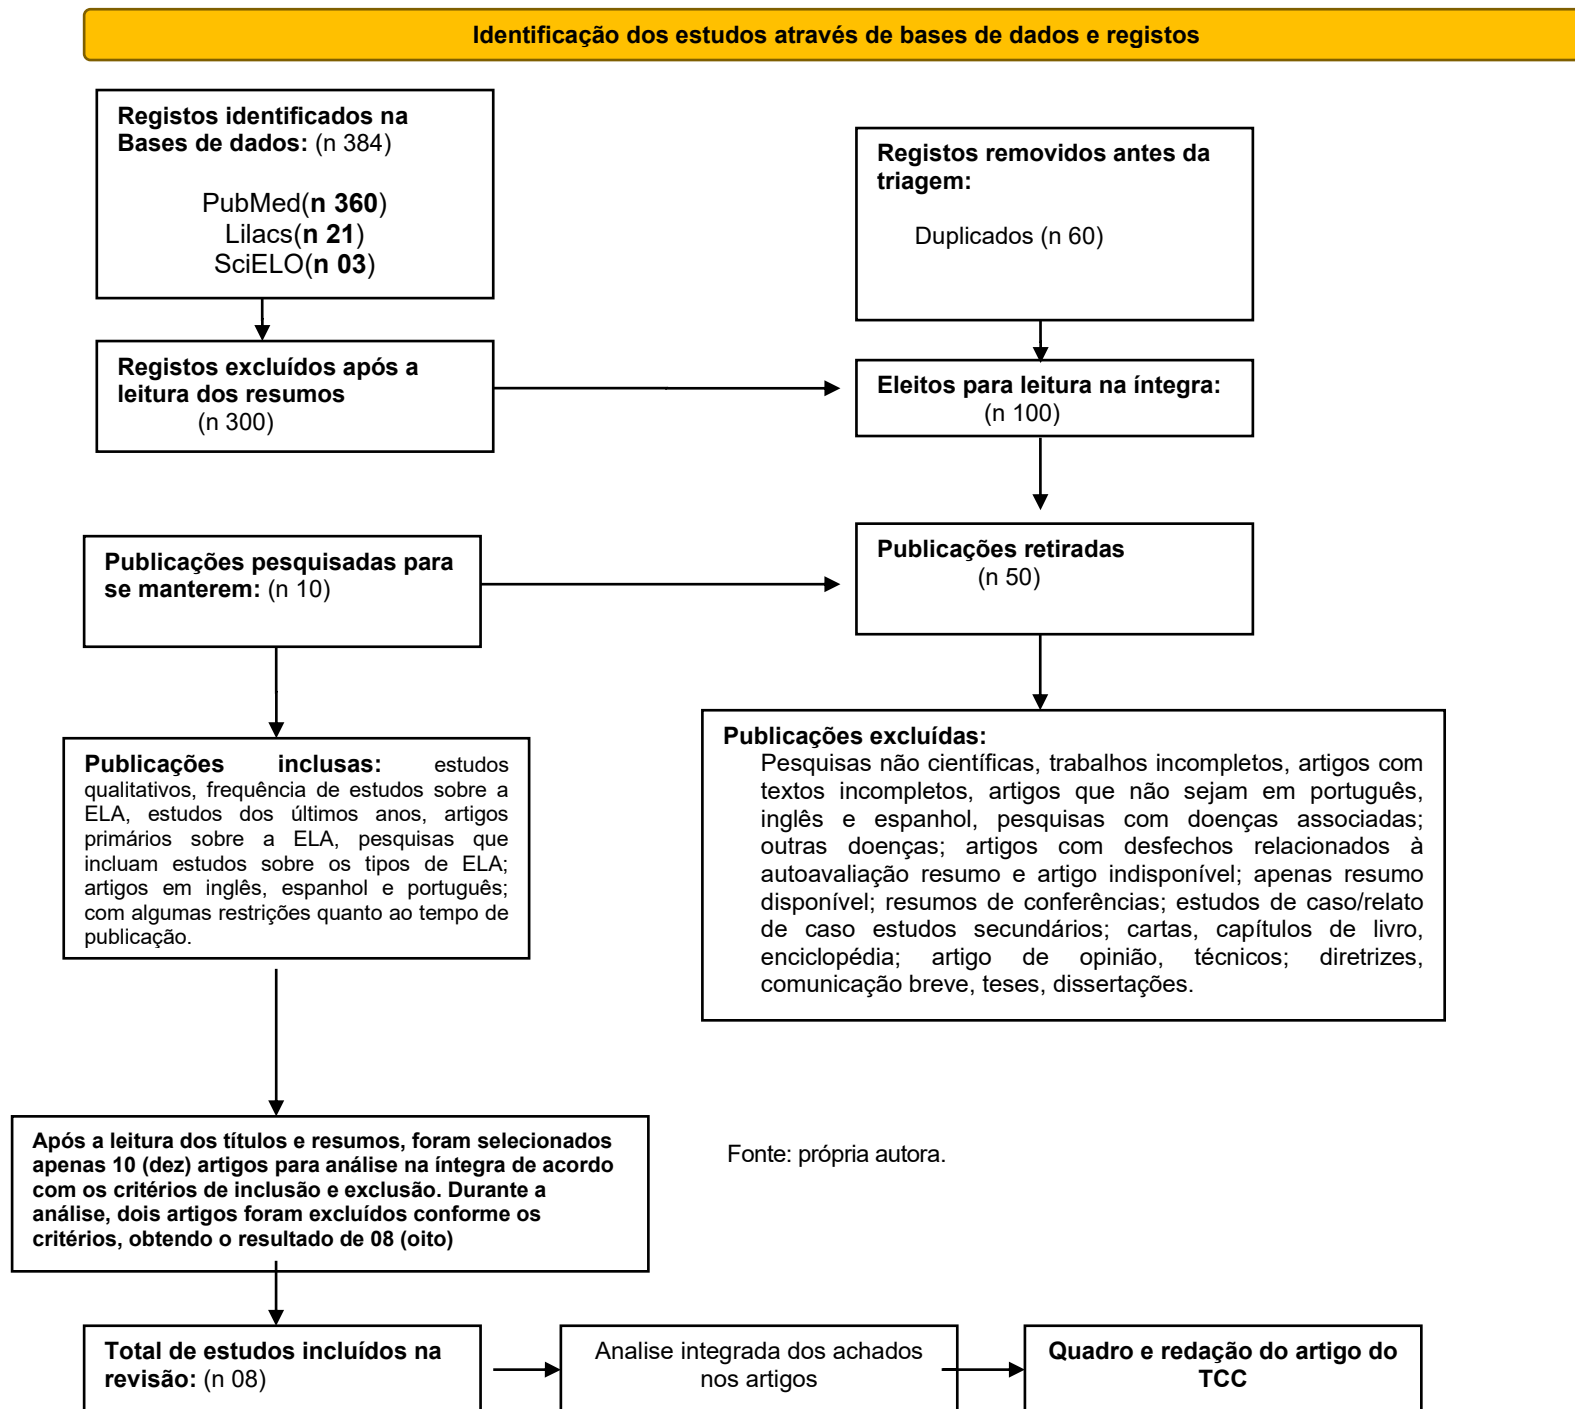 Identificação dos estudos através de bases de dados e registos
Registos identificados na
Bases de dados: (n 384)
PubMed(n 360)
Lilacs(n 21)
SciELO(n 03)
Registos removidos antes da
triagem:
Duplicados (n 60)
Registos excluídos após a
leitura dos resumos
(n 300)
Eleitos para leitura na íntegra:
(n 100)
Publicações pesquisadas para
se manterem: (n 10)
Publicações retiradas
(n 50)
Publicações inclusas: estudos
qualitativos, frequência de estudos sobre a
ELA, estudos dos últimos anos, artigos
primários sobre a ELA, pesquisas que
incluam estudos sobre os tipos de ELA;
artigos em inglês, espanhol e português;
com algumas restrições quanto ao tempo de
publicação.
Publicações excluídas:
Pesquisas não científicas, trabalhos incompletos, artigos com
textos incompletos, artigos que não sejam em português,
inglês e espanhol, pesquisas com doenças associadas;
outras doenças; artigos com desfechos relacionados à
autoavaliação resumo e artigo indisponível; apenas resumo
disponível; resumos de conferências; estudos de caso/relato
de caso estudos secundários; cartas, capítulos de livro,
enciclopédia; artigo de opinião, técnicos; diretrizes,
comunicação breve, teses, dissertações.
Após a leitura dos títulos e resumos, foram selecionados
apenas 10 (dez) artigos para análise na íntegra de acordo
com os critérios de inclusão e exclusão. Durante a
análise, dois artigos foram excluídos conforme os
critérios, obtendo o resultado de 08 (oito)
Fonte: própria autora.
Total de estudos incluídos na
revisão: (n 08)
Analise integrada dos achados
nos artigos
Quadro e redação do artigo do
TCC